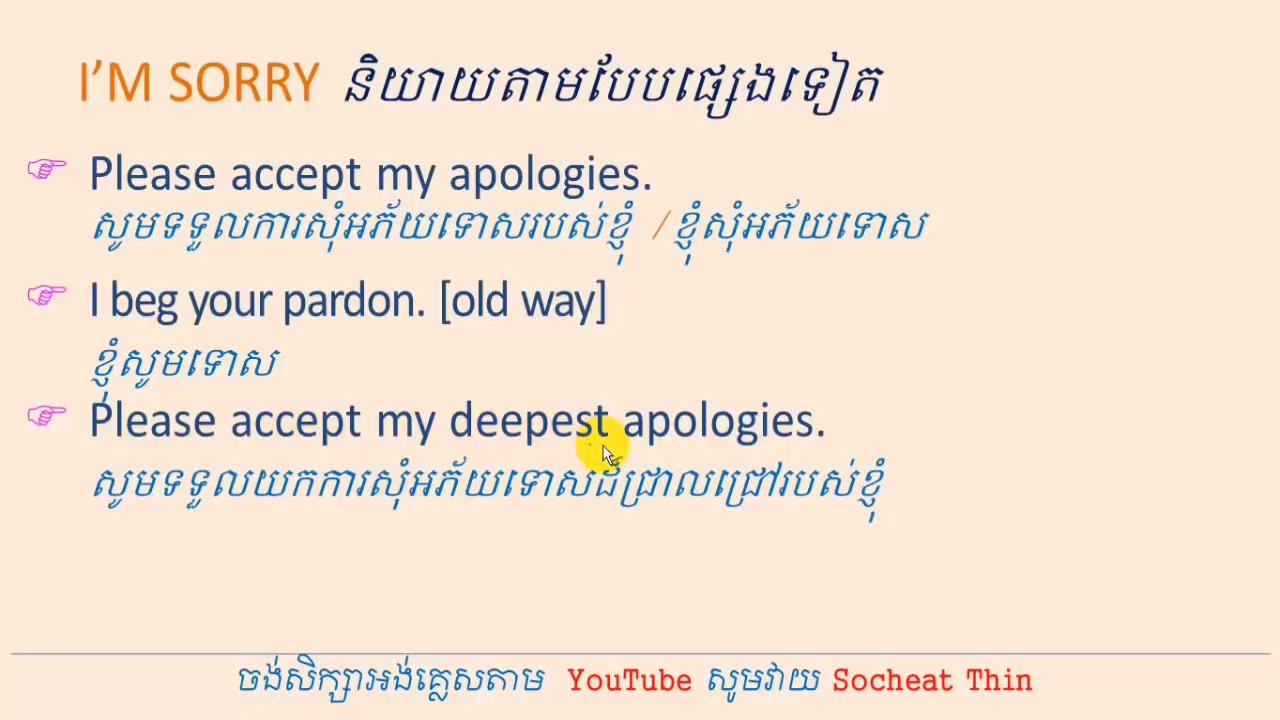 I’M SORRY និយាយតាមបែបផ្សេងទៀត
Please accept my apologies.
សូមទទួលការសុំអភ័យទោសរបស់ខ្ញុំ / ខ្ញុំសុំអភ័យទោស
I beg your pardon. [old way]
ខ្ញុំសូមទោស
Please accept my deepest apologies.
សូមទទួលយកការសុំអភ័យទោសដ៏ជ្រាលជ្រៅរបស់ខ្ញុំ
ចង់សិក្សាអង់គ្លេសតាម YouTube សូមវាយ Socheat Thin